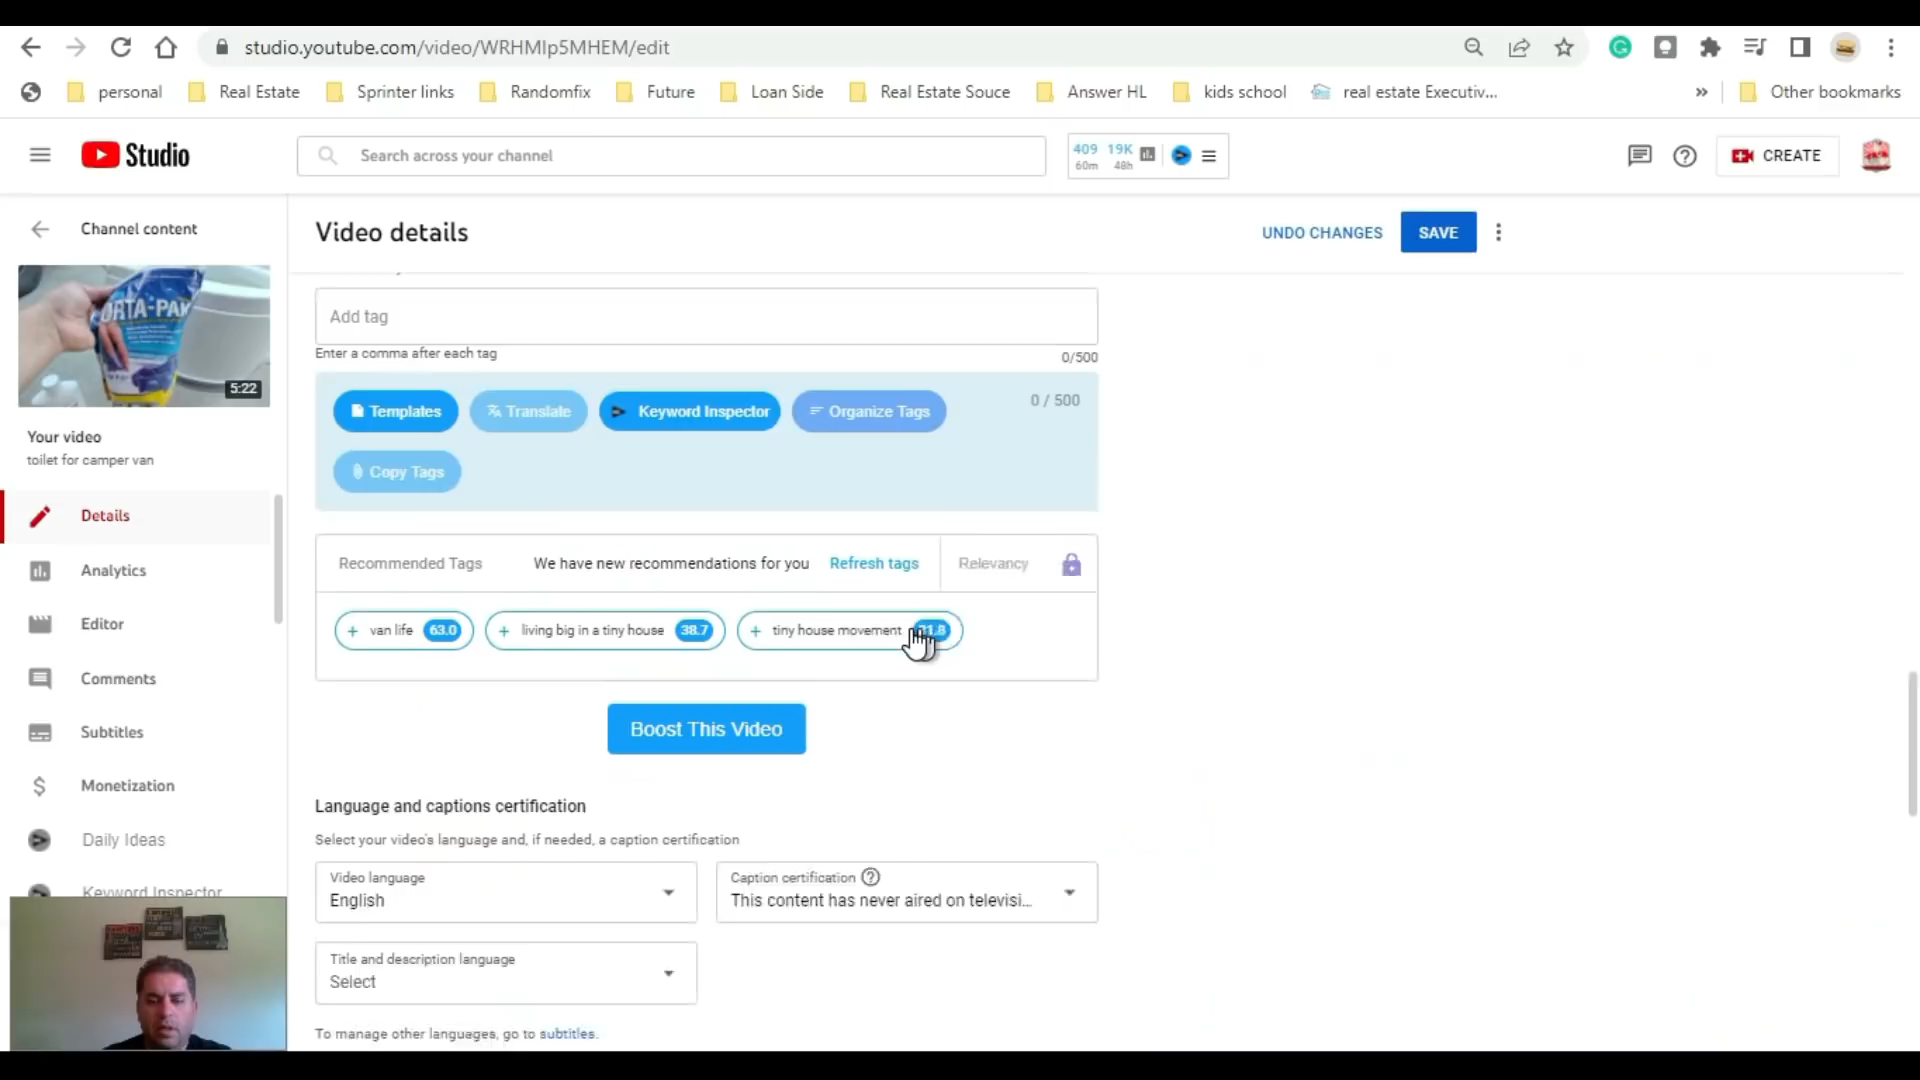 studio.youtube.com/video/WRHMIp5MHEM/edit
personal Real Estate Sprinter links Randomfix Future Loan Side Real Estate Souce Answer HL kids school real estate Executiv... » Other bookmarks
Studio
Search across your channel
409 19K
60m 48h
CREATE
Channel content
Video details
UNDO CHANGES
SAVE
ORTA-PAK
5:22
Your video
toilet for camper van
Details
Analytics
Editor
Comments
Subtitles
Monetization
Daily Ideas
Keyword Inspector
Add tag
Enter a comma after each tag
0/500
Templates
Translate
Keyword Inspector
Organize Tags
0 / 500
Copy Tags
Recommended Tags
We have new recommendations for you
Refresh tags
Relevancy
+ van life 63.0
+ living big in a tiny house 38.7
+ tiny house movement
Boost This Video
Language and captions certification
Select your video's language and, if needed, a caption certification
Video language
English
Caption certification
This content has never aired on televisi...
Title and description language
Select
To manage other languages, go to subtitles.